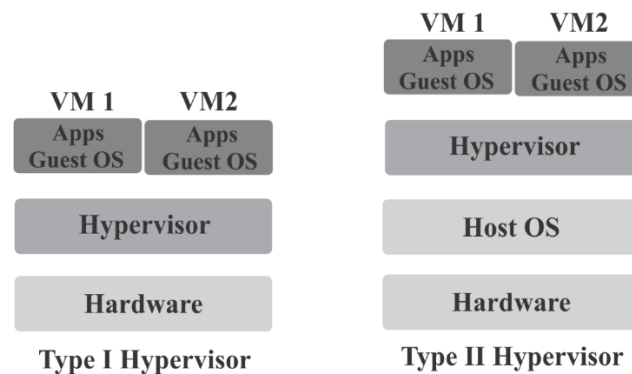 VM 1 VM2
Apps Apps
Guest OS Guest OS
Hypervisor
Hardware
Type I Hypervisor
VM 1 VM2
Apps Apps
Guest OS Guest OS
Hypervisor
Host OS
Hardware
Type II Hypervisor